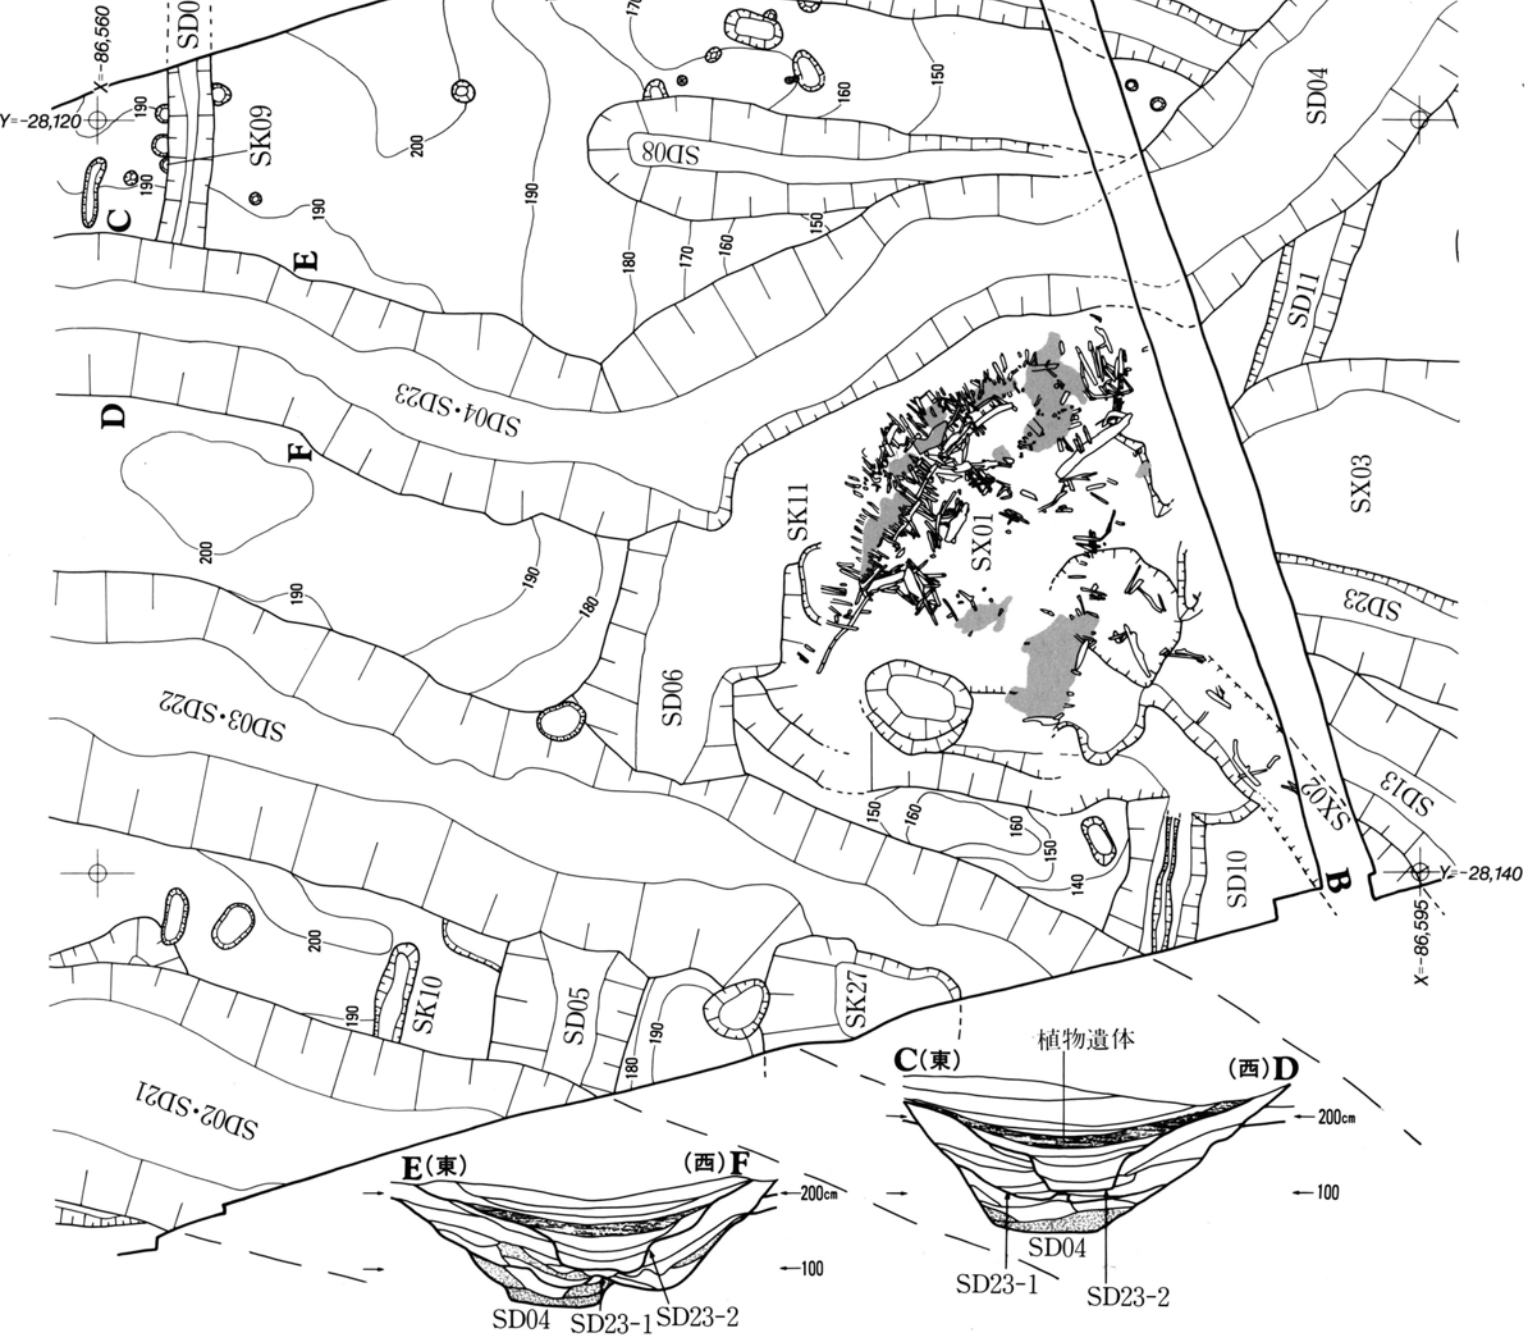 X=-86,560
Y=-28,120
SD0
190
SK09
190
C
190
E
200
190
170
SD08
160
150
180
170
160
150
SD04
SD11
D
F
SD04・SD23
200
190
190
180
SK11
SX01
SX03
SD23
SD03・SD22
SD06
150
160
160
150
140
SX02
SD13
SD10
B
Y=-28,140
X=-86,595
200
190
SK10
SD05
180
190
SK27
SD02・SD21
植物遺体
C(東)
(西)D
200cm
100
SD04
SD23-1
SD23-2
E(東)
(西)F
200cm
100
SD04
SD23-1
SD23-2